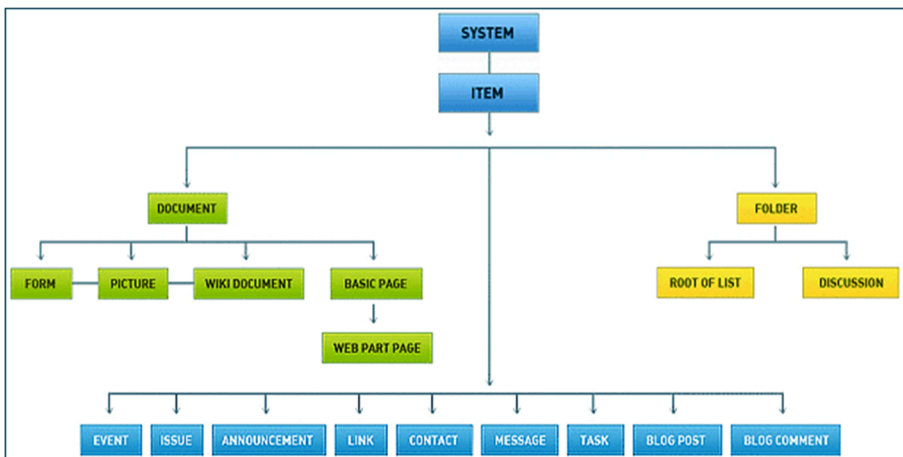 SYSTEM
ITEM
DOCUMENT
FOLDER
FORM
PICTURE
WIKI DOCUMENT
BASIC PAGE
ROOT OF LIST
DISCUSSION
WEB PART PAGE
EVENT
ISSUE
ANNOUNCEMENT
LINK
CONTACT
MESSAGE
TASK
BLOG POST
BLOG COMMENT